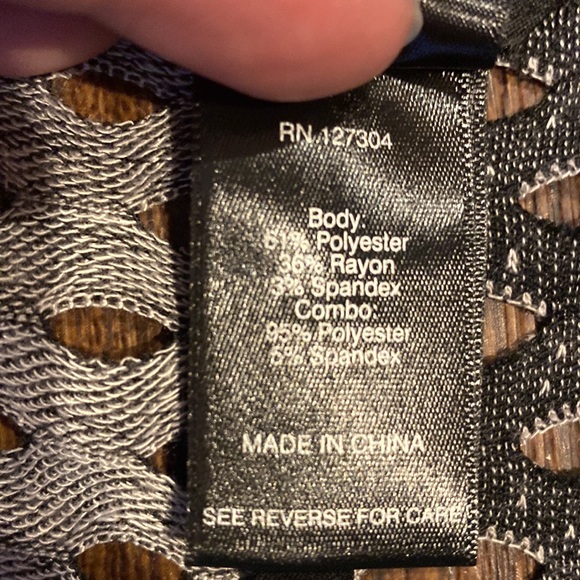 RN 127304
Body
61% Polyester
36% Rayon
3% Spandex
Combo:
95% Polyester
5% Spandex
MADE IN CHINA
SEE REVERSE FOR CARE